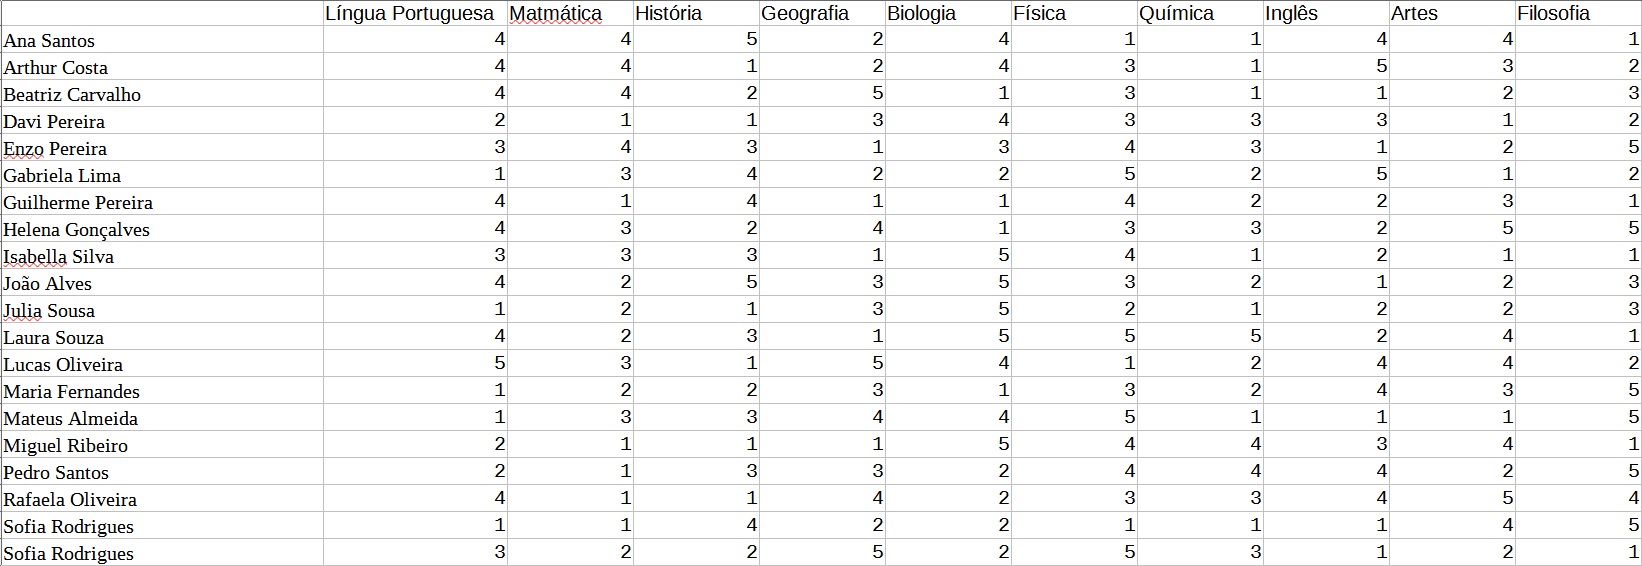 Língua Portuguesa Matmática História Geografia Biologia Física Química Inglês Artes Filosofia
Ana Santos 4 4 5 2 4 1 1 4 4 1
Arthur Costa 4 4 1 2 4 3 1 5 3 2
Beatriz Carvalho 4 4 2 5 1 3 1 1 2 3
Davi Pereira 2 1 1 3 4 3 3 3 1 2
Enzo Pereira 3 4 3 1 3 4 3 1 2 5
Gabriela Lima 1 3 4 2 2 5 2 5 1 2
Guilherme Pereira 4 1 4 1 1 4 2 2 3 1
Helena Gonçalves 4 3 2 4 1 3 3 2 5 5
Isabella Silva 3 3 3 1 5 4 1 2 1 1
João Alves 4 2 5 3 5 3 2 1 2 3
Julia Sousa 1 2 1 3 5 2 1 2 2 3
Laura Souza 4 2 3 1 5 5 5 2 4 1
Lucas Oliveira 5 3 1 5 4 1 2 4 4 2
Maria Fernandes 1 2 2 3 1 3 2 4 3 5
Mateus Almeida 1 3 3 4 4 5 1 1 1 5
Miguel Ribeiro 2 1 1 1 5 4 4 3 4 1
Pedro Santos 2 1 3 3 2 4 4 4 2 5
Rafaela Oliveira 4 1 1 4 2 3 3 4 5 4
Sofia Rodrigues 1 1 4 2 2 1 1 1 4 5
Sofia Rodrigues 3 2 2 5 2 5 3 1 2 1